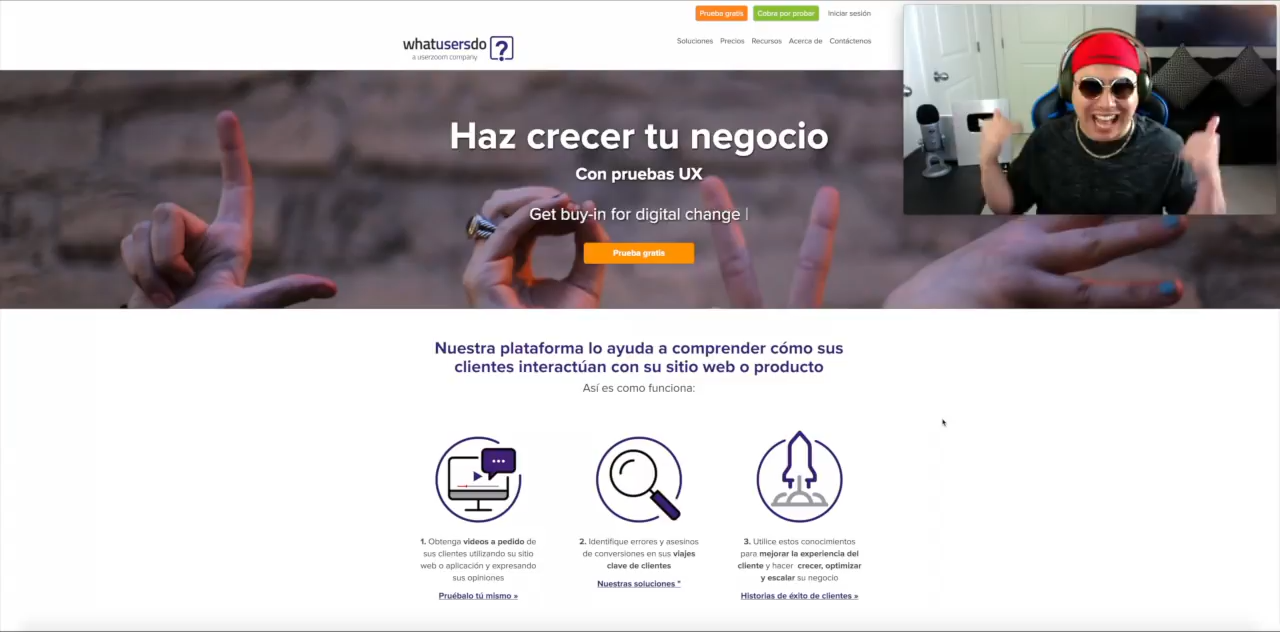 Prueba gratis
Cobra por probar
Iniciar sesión
whatusersdo ?
a userzoom company
Soluciones Precios Recursos Acerca de Contáctenos
Haz crecer tu negocio
Con pruebas UX
Get buy-in for digital change |
Prueba gratis
Nuestra plataforma lo ayuda a comprender cómo sus
clientes interactúan con su sitio web o producto
Así es como funciona:
1. Obtenga videos a pedido de
sus clientes utilizando su sitio
web o aplicación y expresando
sus opiniones
Pruébalo tú mismo »
2. Identifique errores y asesinos
de conversiones en sus viajes
clave de clientes
Nuestras soluciones "
3. Utilice estos conocimientos
para mejorar la experiencia del
cliente y hacer crecer, optimizar
y escalar su negocio
Historias de éxito de clientes »